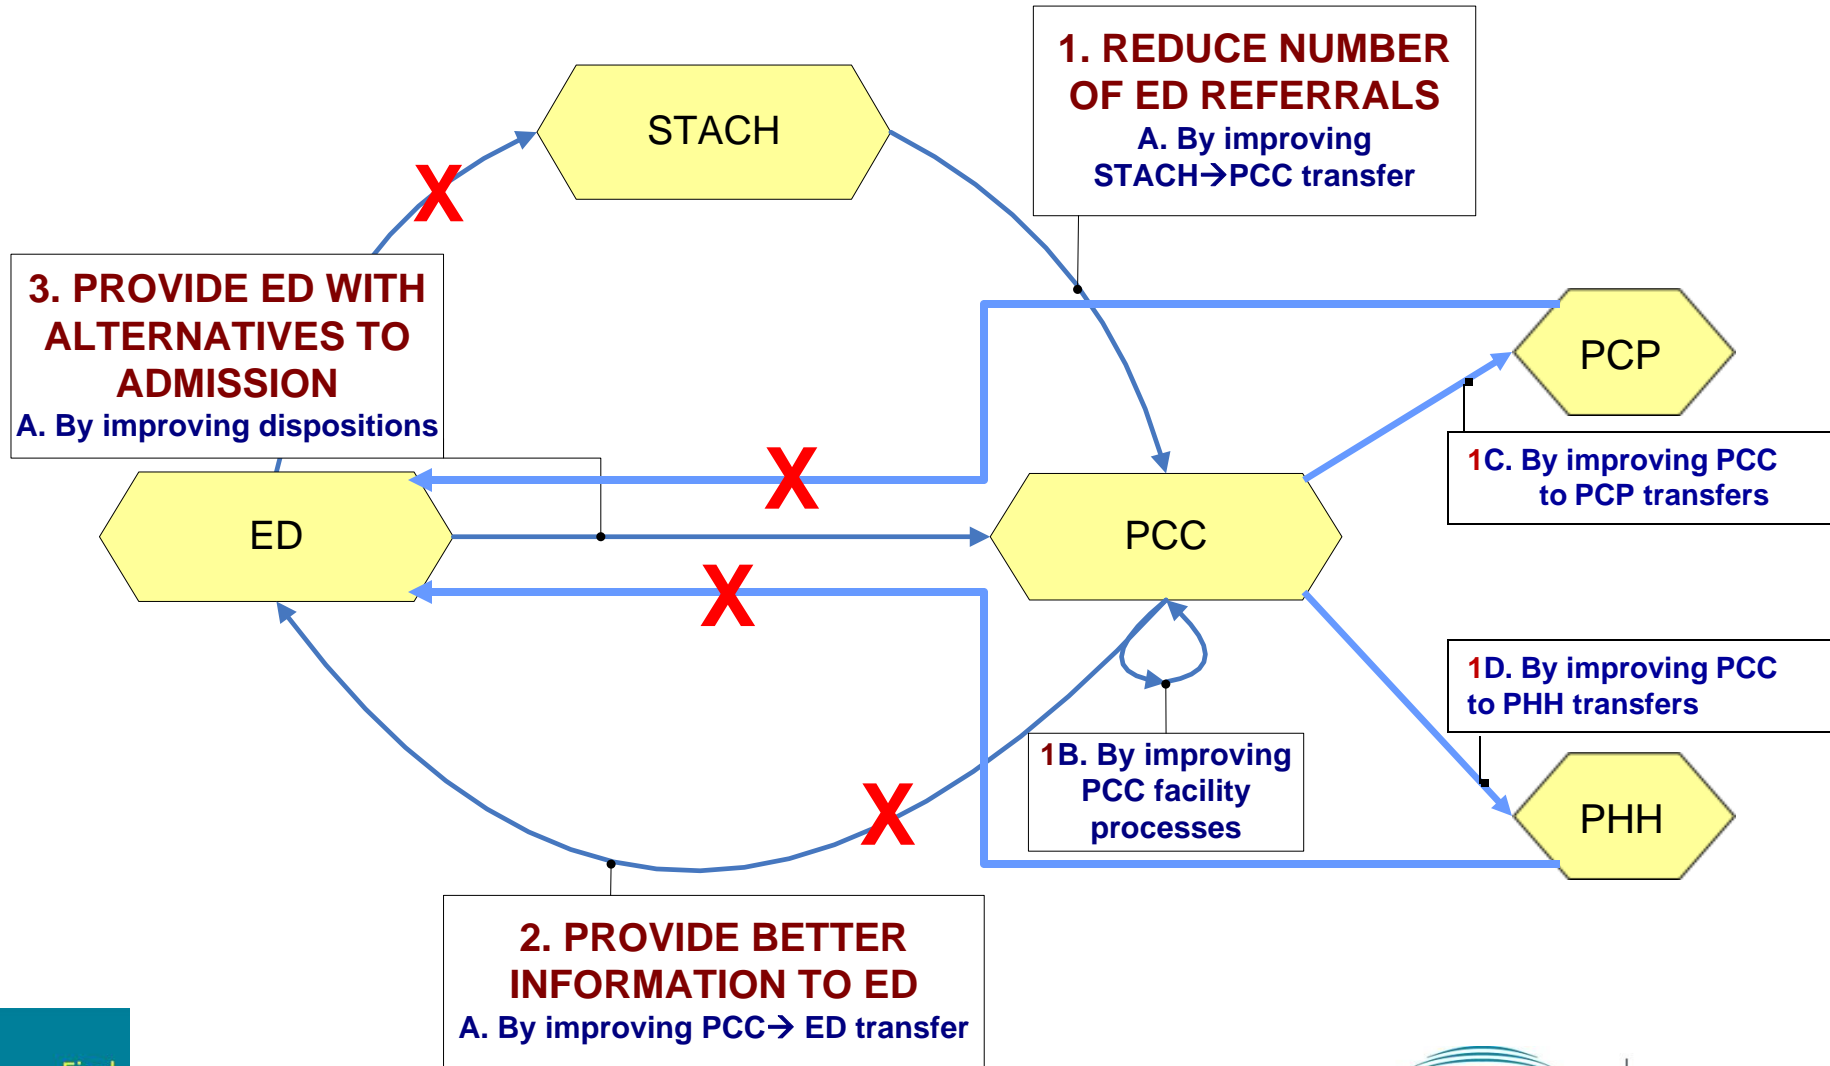 1. REDUCE NUMBER
OF ED REFERRALS
A. By improving
STACH→PCC transfer
STACH
3. PROVIDE ED WITH
ALTERNATIVES TO
ADMISSION
A. By improving dispositions
X
X
X
X
PCP
1C. By improving PCC
to PCP transfers
ED
PCC
1D. By improving PCC
to PHH transfers
1B. By improving
PCC facility
processes
PHH
2. PROVIDE BETTER
INFORMATION TO ED
A. By improving PCC→ ED transfer